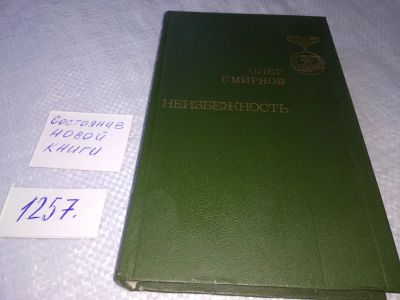 ОЛЕГ
СМИРНОВ
НЕИЗБЕЖНОСТЬ
Состояние
новой
книги
1257.